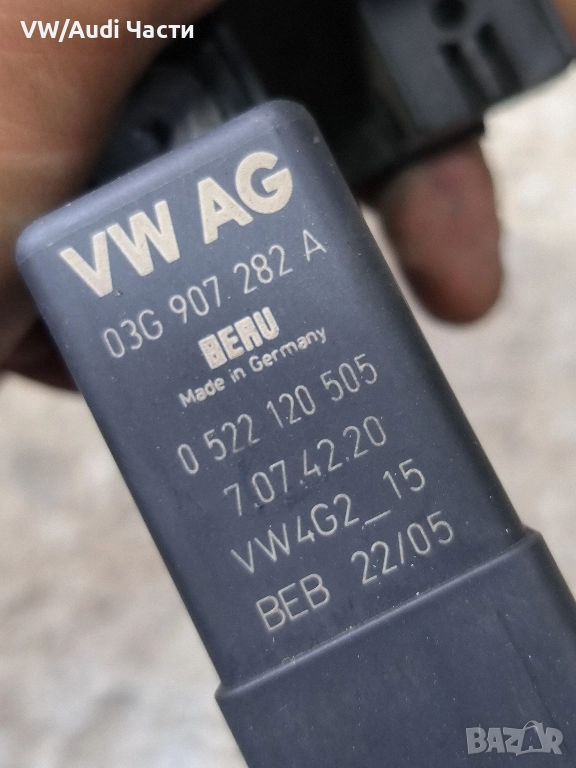 VW/Audi Части
VW AG
03G 907 282 A
BERU
Made in Germany
0 522 120 505
7.07.42.20
VW4G2_15
BEB 22/05
BAZAR